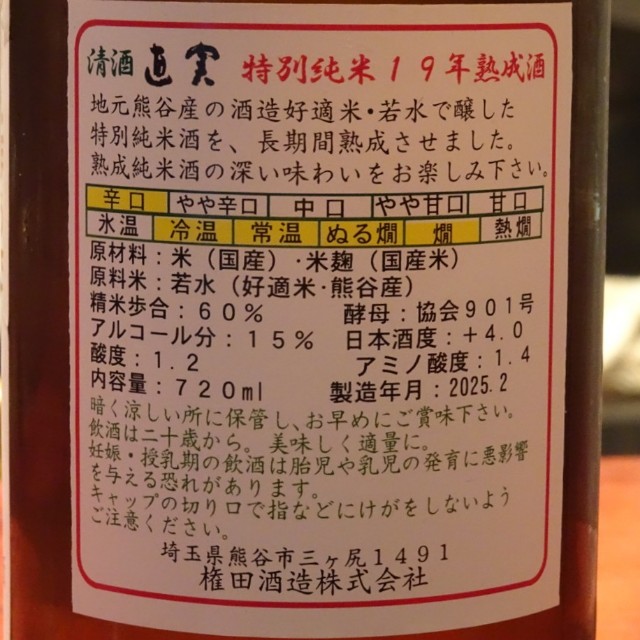 清酒 直実 特別純米19年熟成酒
地元熊谷産の酒造好適米・若水で醸した
特別純米酒を、長期間熟成させました。
熟成純米酒の深い味わいをお楽しみ下さい。
辛口 やや辛口 中口 やや甘口 甘口
氷温 冷温 常温 ぬる燗 燗 熱燗
原材料：米（国産）・米麹（国産米）
原料米：若水（好適米・熊谷産）
精米歩合：60％ 酵母：協会901号
アルコール分：15％ 日本酒度：＋4.0
酸度：1.2 アミノ酸度：1.4
内容量：720ml 製造年月：2025.2
暗く涼しい所に保管し、お早めにご賞味下さい。
飲酒は二十歳から。美味しく適量に。
妊娠・授乳期の飲酒は胎児や乳児の発育に悪影響
を与える恐れがあります。
キャップの切り口で指などにけがをしないよう
ご注意ください。
埼玉県熊谷市三ヶ尻1491
権田酒造株式会社